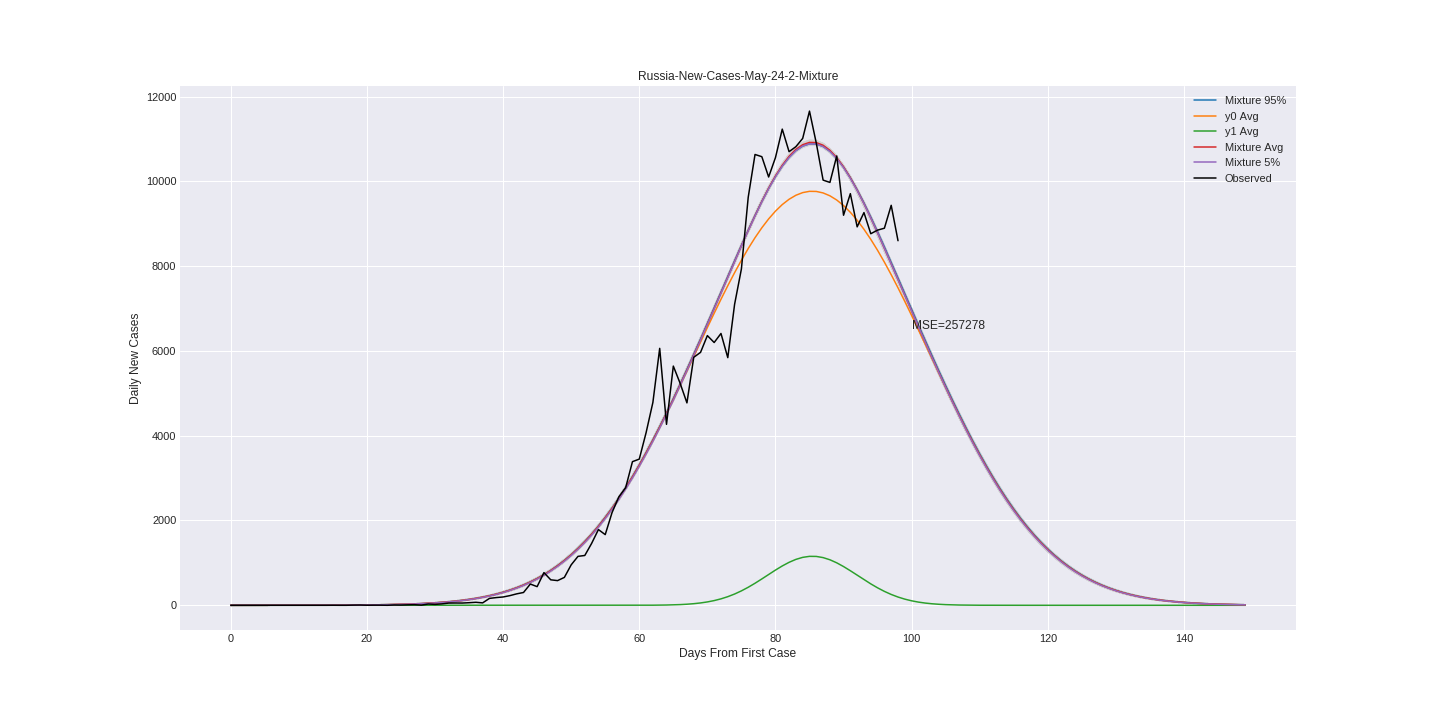 Russia-New-Cases-May-24-2-Mixture
12000
10000
8000
6000
4000
2000
0
Daily New Cases
Mixture 95%
y0 Avg
y1 Avg
Mixture Avg
Mixture 5%
Observed
MSE=257278
0 20 40 60 80 100 120 140
Days From First Case